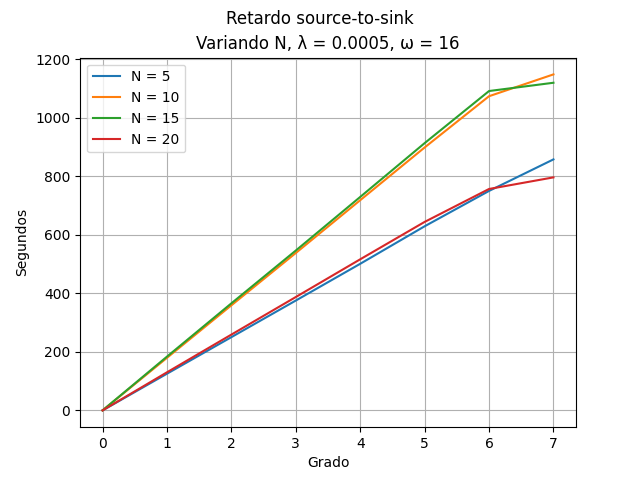 Retardo source-to-sink
Variando N, λ = 0.0005, ω = 16
N = 5
N = 10
N = 15
N = 20
1200
1000
800
600
400
200
0
Segundos
0 1 2 3 4 5 6 7
Grado